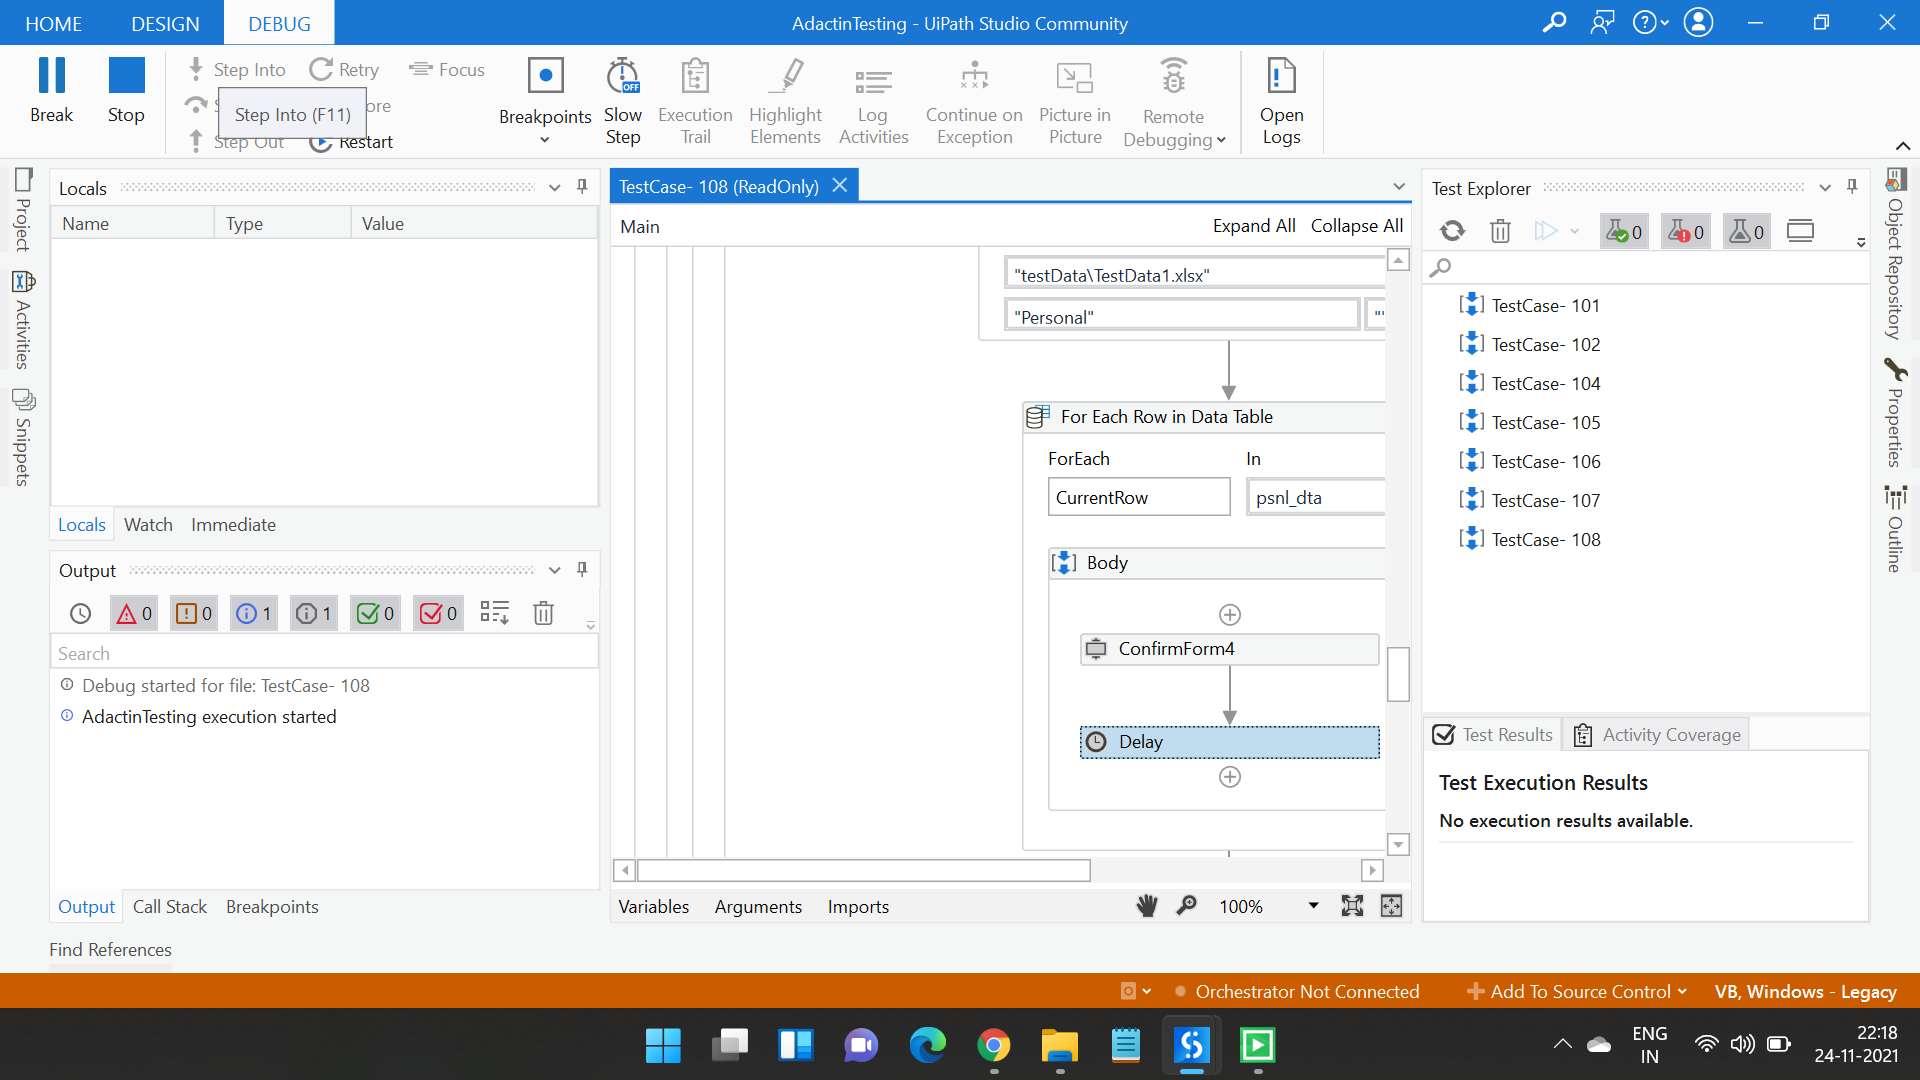 HOME DESIGN DEBUG AdactinTesting - UiPath Studio Community
Break
Stop
Step Into Retry Focus
Step Into (F11)
ore
Step Out Restart
Breakpoints
Slow
Step
Execution
Trail
Highlight
Elements
Log
Activities
Continue on
Exception
Picture in
Picture
Remote
Debugging
Open
Logs
OFF
Project
Activities
Snippets
Locals
Name Type Value
Locals Watch Immediate
Output
0 0 1 1 0 0
Search
Debug started for file: TestCase- 108
AdactinTesting execution started
Output Call Stack Breakpoints
Find References
TestCase- 108 (ReadOnly)
Main Expand All Collapse All
"testData\TestData1.xlsx"
"Personal" ""
For Each Row in Data Table
ForEach In
CurrentRow psnl_dta
Body
ConfirmForm4
Delay
Variables Arguments Imports 100%
Test Explorer
0 0 0
TestCase- 101
TestCase- 102
TestCase- 104
TestCase- 105
TestCase- 106
TestCase- 107
TestCase- 108
Test Results Activity Coverage
Test Execution Results
No execution results available.
Object Repository
Properties
Outline
Orchestrator Not Connected Add To Source Control VB, Windows - Legacy
ENG
IN
22:18
24-11-2021